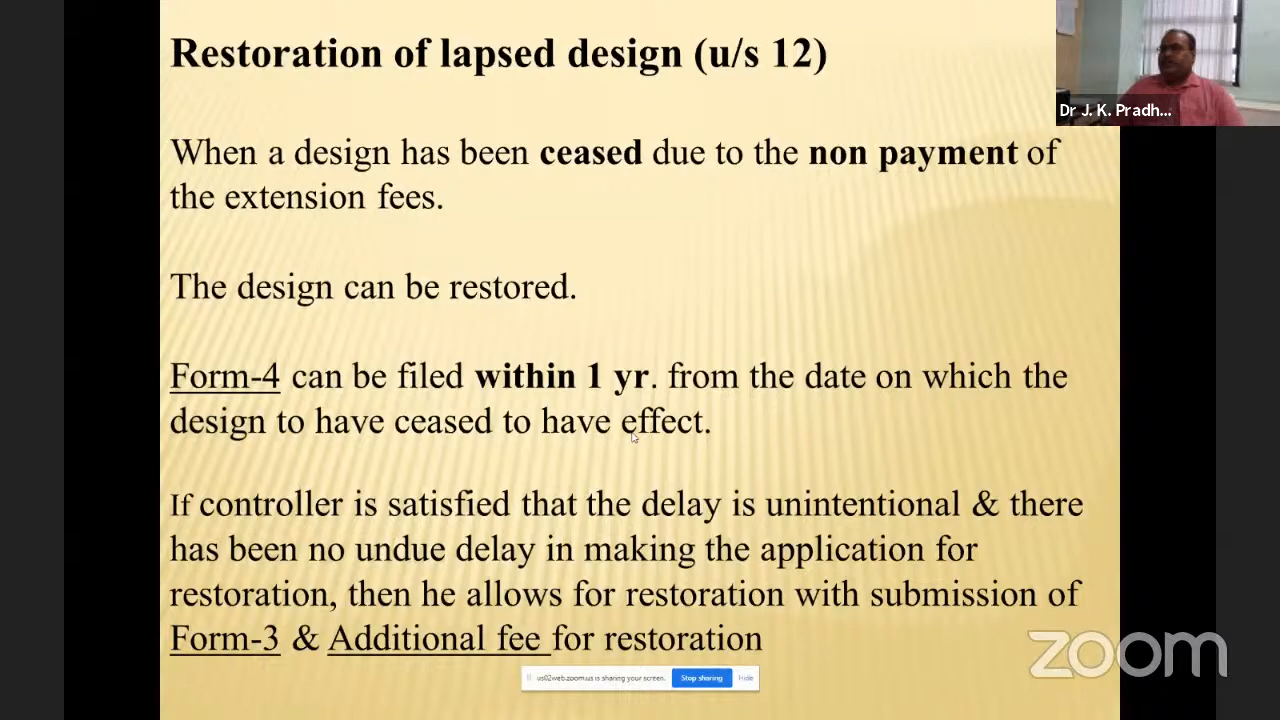 Restoration of lapsed design (u/s 12)
Dr J. K. Pradh...
When a design has been ceased due to the non payment of
the extension fees.
The design can be restored.
Form-4 can be filed within 1 yr. from the date on which the
design to have ceased to have effect.
If controller is satisfied that the delay is unintentional & there
has been no undue delay in making the application for
restoration, then he allows for restoration with submission of
Form-3 & Additional fee for restoration
zoom
us02web.zoom.us is sharing your screen.
Stop sharing
Hide